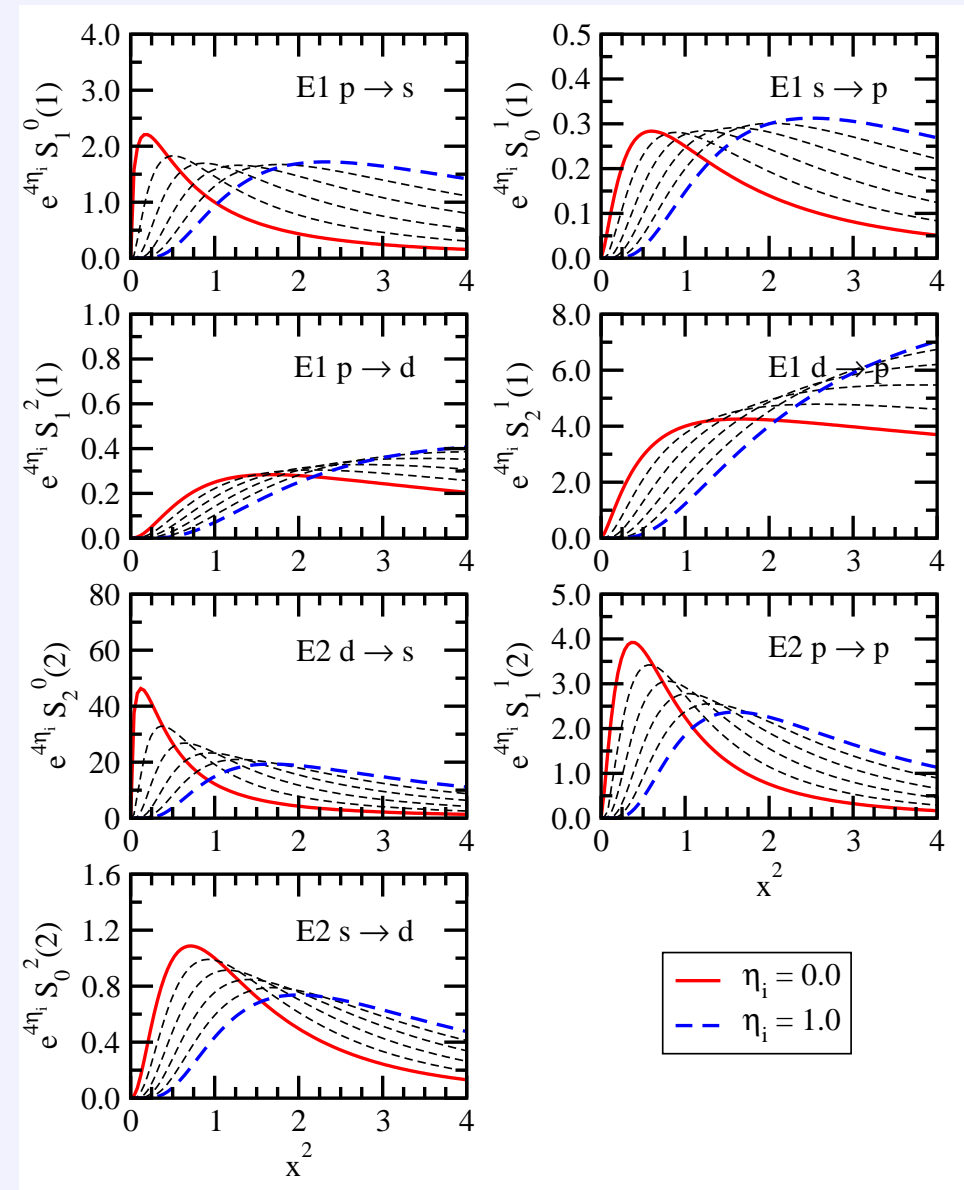 e^{4η_i} S_1^0(1)
4.0
3.0
2.0
1.0
0.0
E1 p → s
0 1 2 3 4
e^{4η_i} S_0^1(1)
0.5
0.4
0.3
0.2
0.1
0.0
E1 s → p
0 1 2 3 4
e^{4η_i} S_1^2(1)
1.0
0.8
0.6
0.4
0.2
0.0
E1 p → d
0 1 2 3 4
e^{4η_i} S_2^1(1)
8.0
6.0
4.0
2.0
0.0
E1 d → p
0 1 2 3 4
e^{4η_i} S_2^0(2)
80
60
40
20
0.0
E2 d → s
0 1 2 3 4
e^{4η_i} S_1^1(2)
5.0
4.0
3.0
2.0
1.0
0.0
E2 p → p
0 1 2 3 4
x^2
e^{4η_i} S_0^2(2)
1.6
1.2
0.8
0.4
0.0
E2 s → d
0 1 2 3 4
x^2
η_i = 0.0
η_i = 1.0